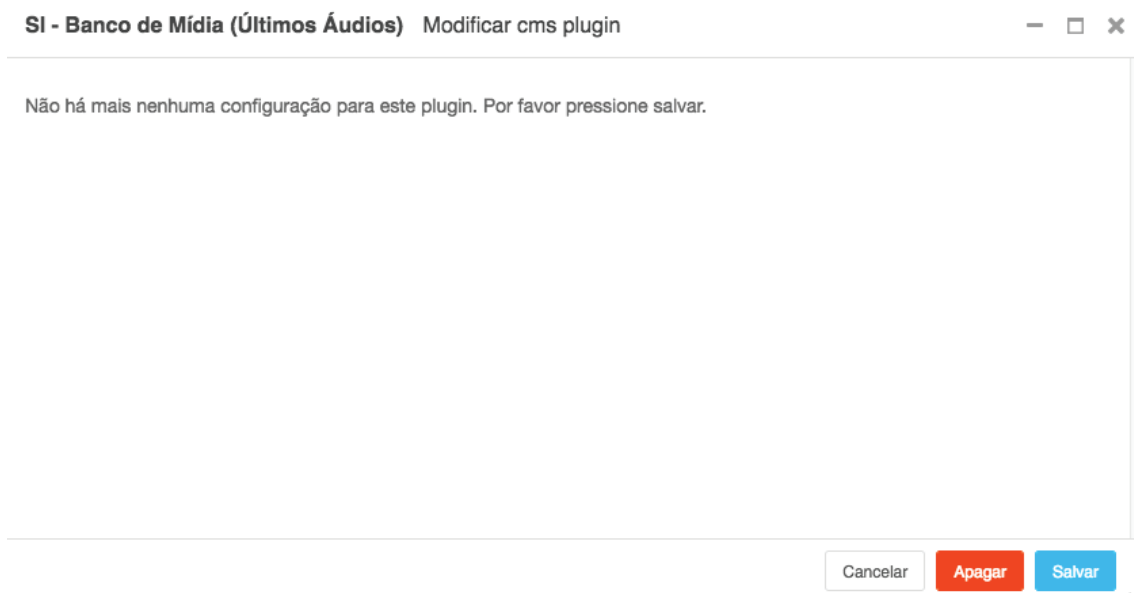 SI - Banco de Mídia (Últimos Áudios) Modificar cms plugin
Não há mais nenhuma configuração para este plugin. Por favor pressione salvar.
Cancelar Apagar Salvar